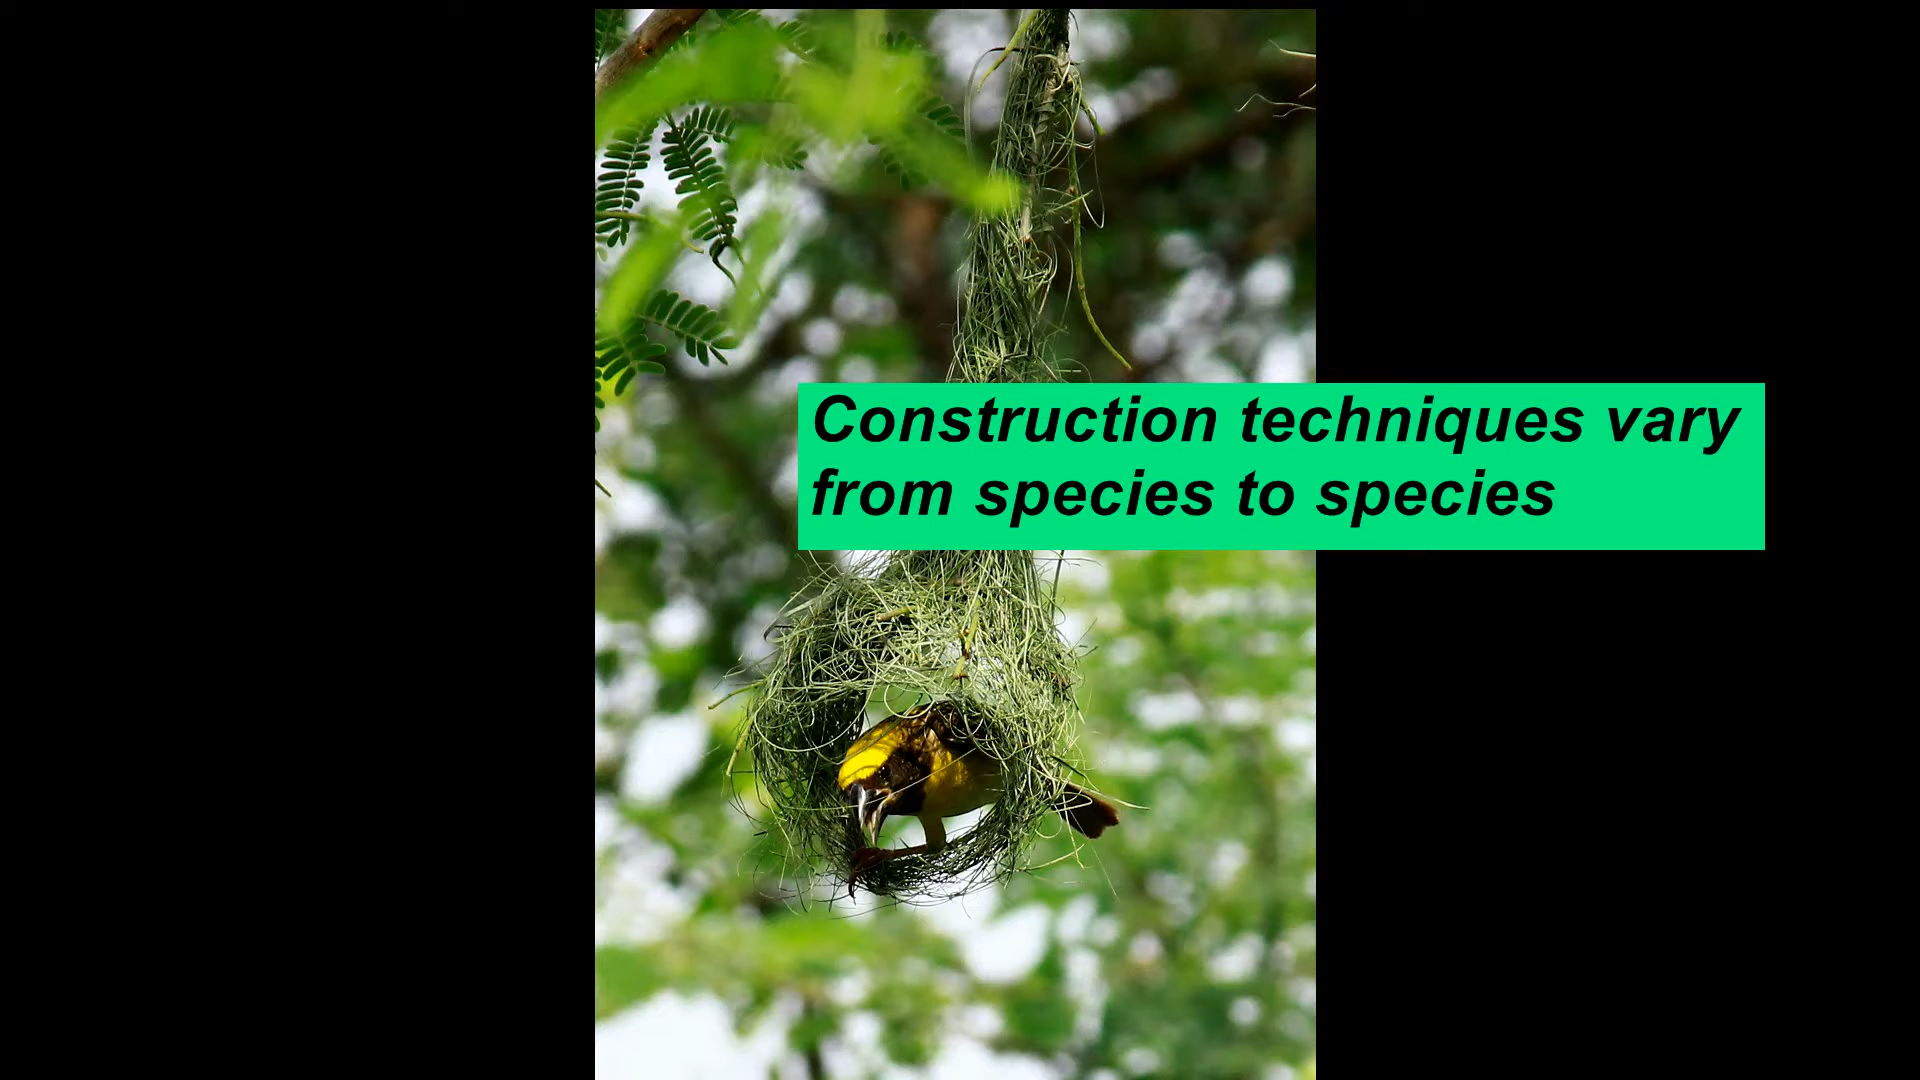 Construction techniques vary
from species to species